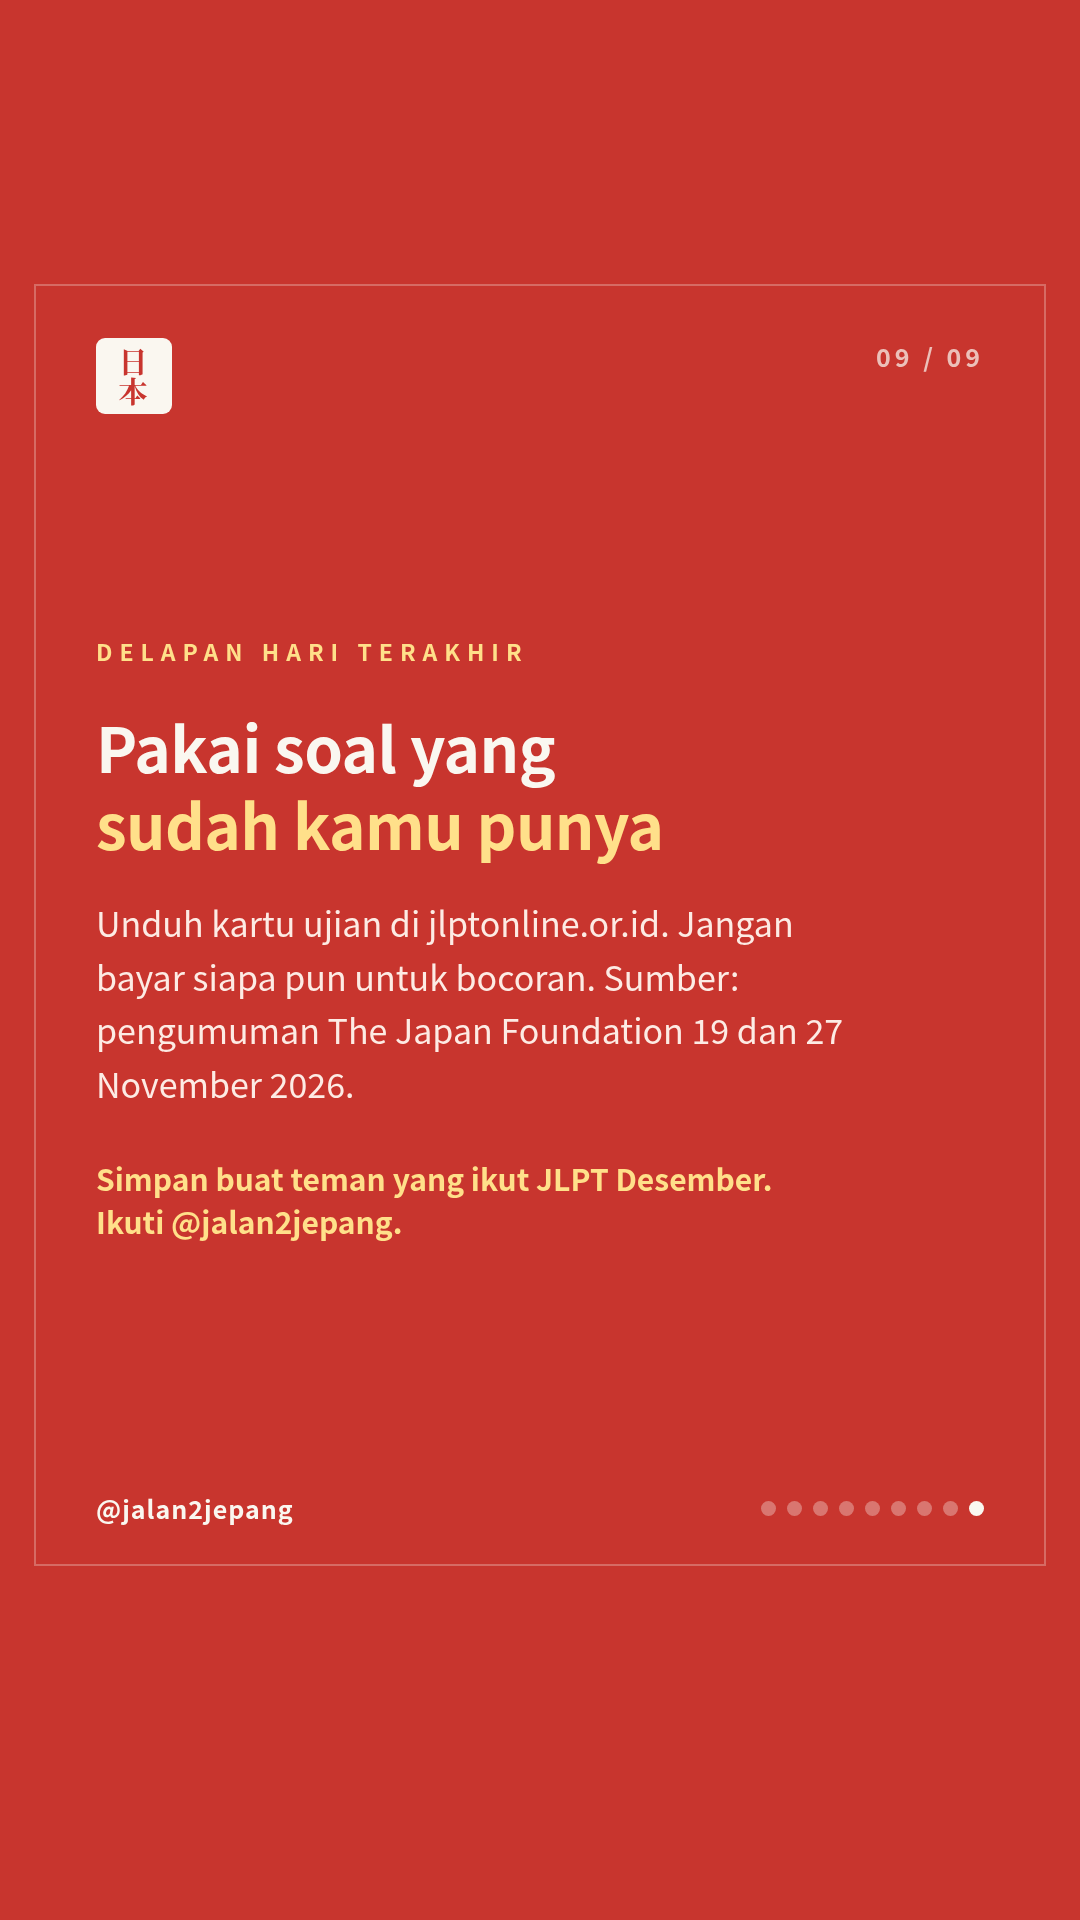 日本
09 / 09
DELAPAN HARI TERAKHIR
Pakai soal yang
sudah kamu punya
Unduh kartu ujian di jlptonline.or.id. Jangan
bayar siapa pun untuk bocoran. Sumber:
pengumuman The Japan Foundation 19 dan 27
November 2026.
Simpan buat teman yang ikut JLPT Desember.
Ikuti @jalan2jepang.
@jalan2jepang